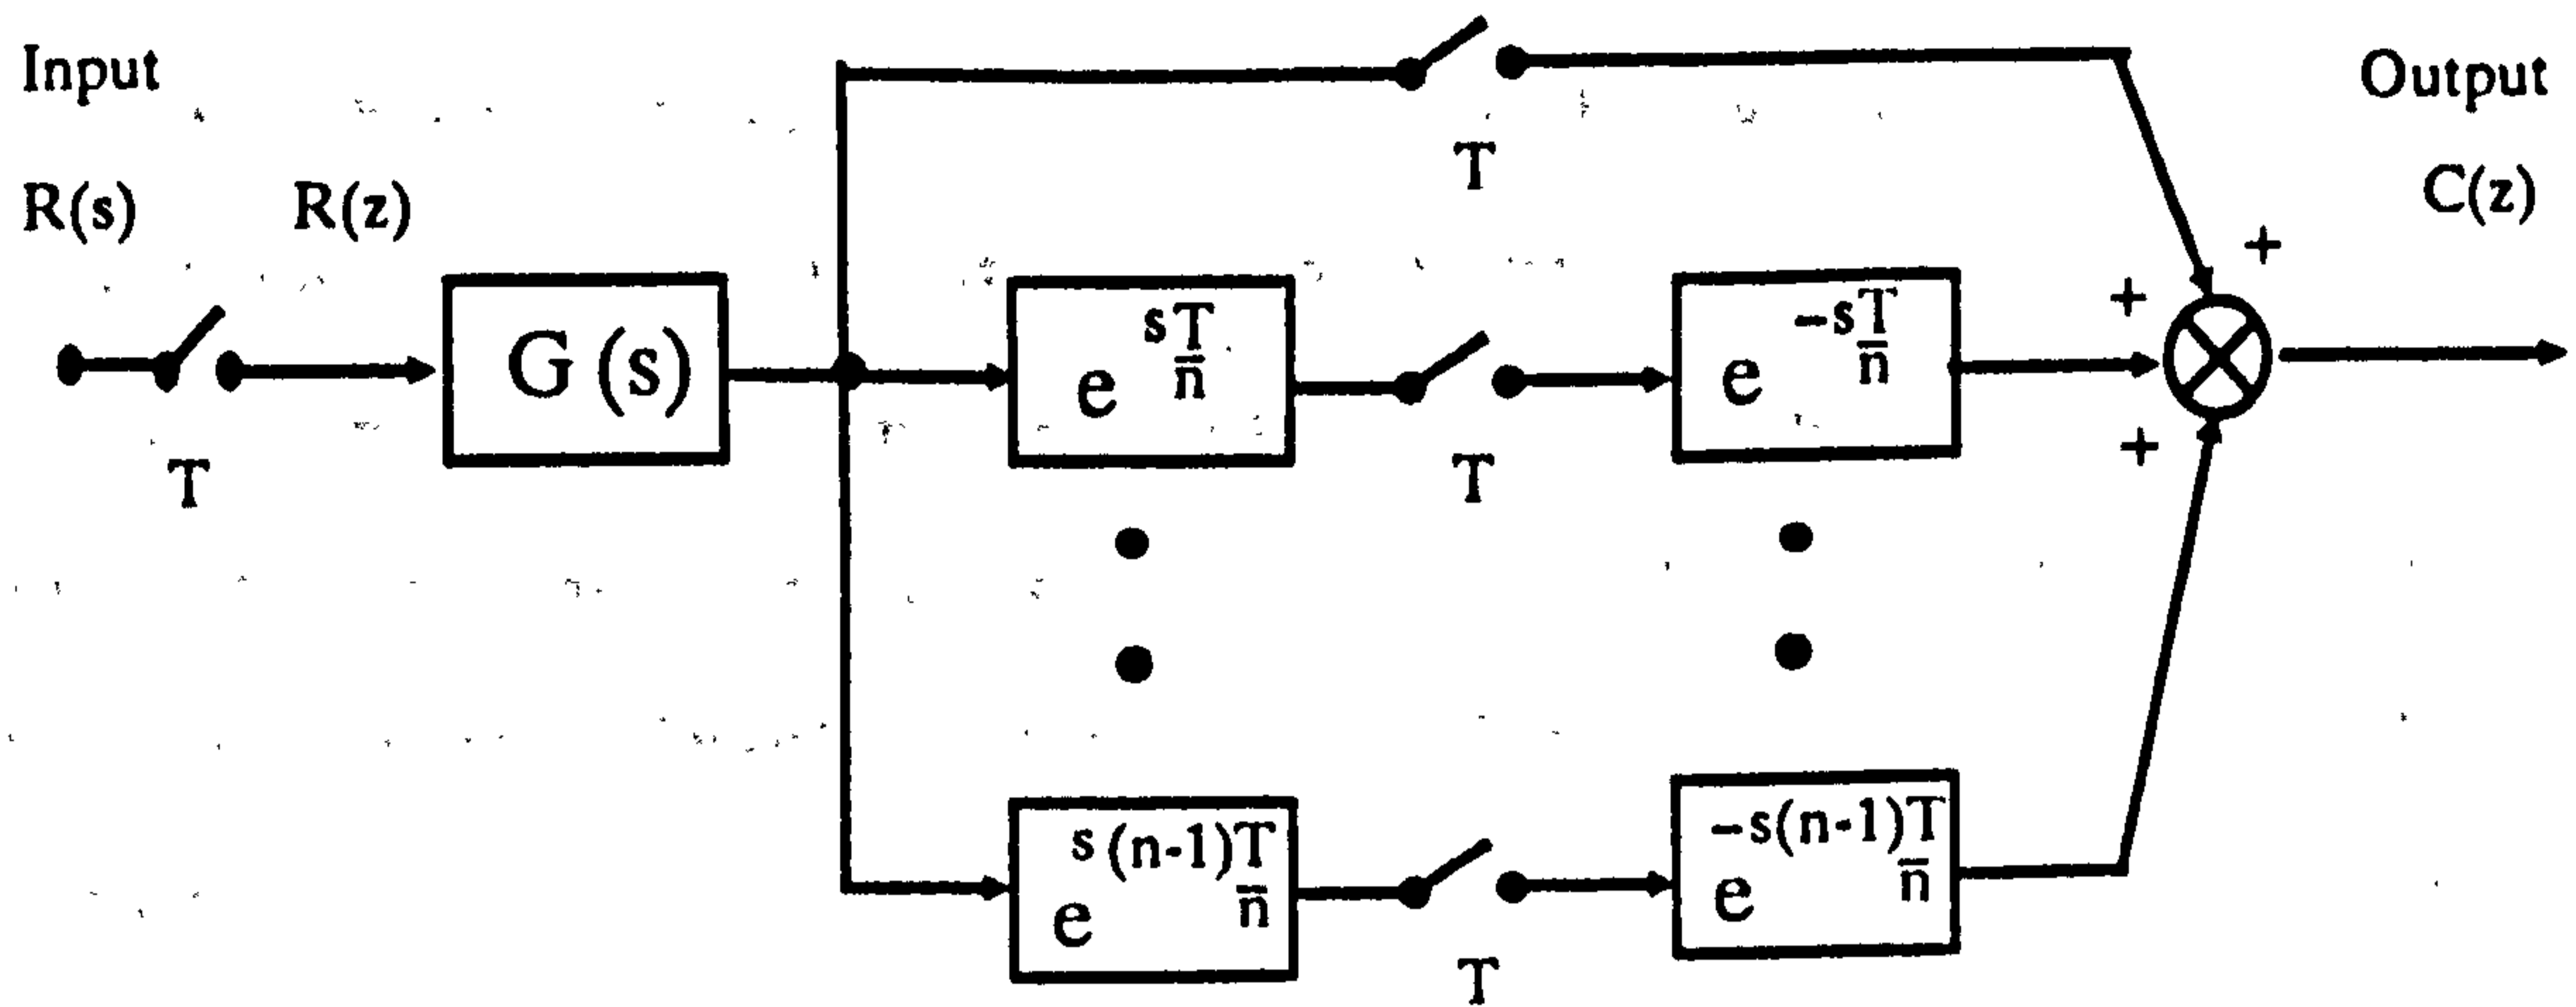 Input
Output
R(s)
R(z)
C(z)
T
T
G (s)
e sT/n
e –sT/n
+
+
+
T
T
e s(n-1)T/n
e –s(n-1)T/n
T